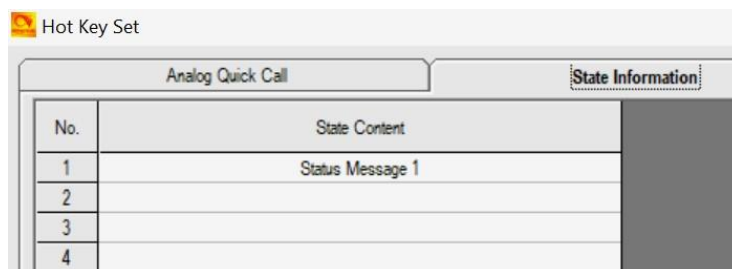 Hot Key Set
Analog Quick Call State Information
No. State Content
1 Status Message 1
2
3
4